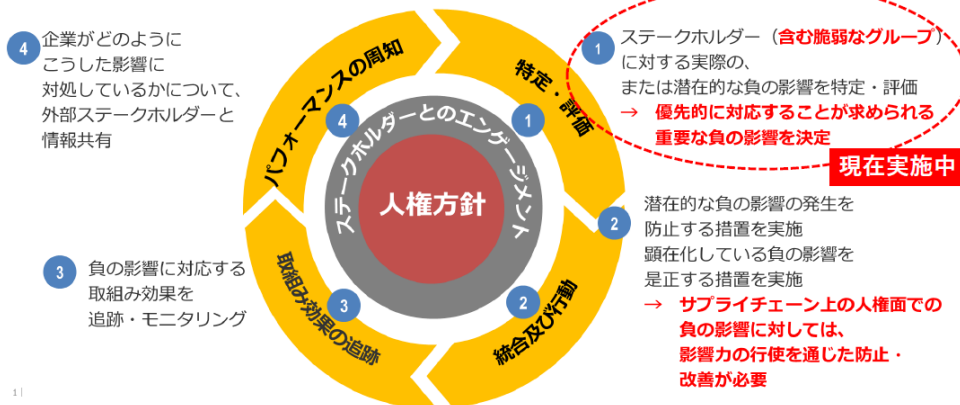 4
企業がどのように
こうした影響に
対処しているかについて、
外部ステークホルダーと
情報共有
1
ステークホルダー（含む脆弱なグループ）
に対する実際の、
または潜在的な負の影響を特定・評価
→ 優先的に対応することが求められる
重要な負の影響を決定
現在実施中
パフォーマンスの周知
特定・評価
4
1
ステークホルダーとのエンゲージメント
人権方針
2
潜在的な負の影響の発生を
防止する措置を実施
顕在化している負の影響を
是正する措置を実施
→ サプライチェーン上の人権面での
負の影響に対しては、
影響力の行使を通じた防止・
改善が必要
3
負の影響に対応する
取組み効果を
追跡・モニタリング
3
2
取組み効果の追跡
統合及び行動
1 |